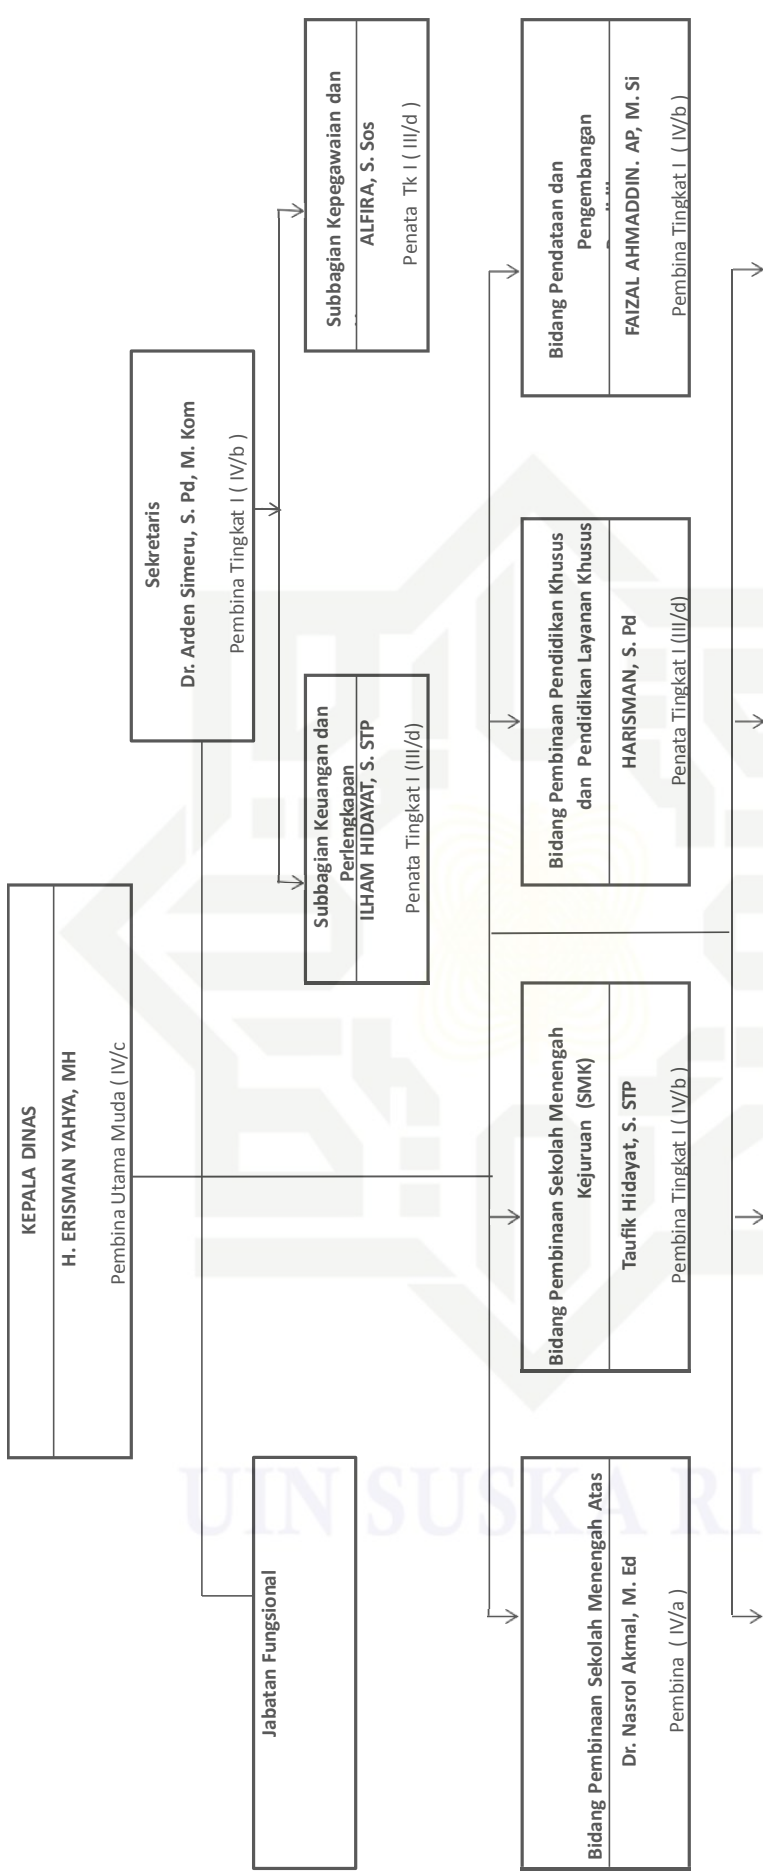 KEPALA DINAS
H. ERISMAN YAHYA, MH
Pembina Utama Muda ( IV/c
Sekretaris
Dr. Arden Simeru, S. Pd, M. Kom
Pembina Tingkat I ( IV/b )
Jabatan Fungsional
Subbagian Keuangan dan
Perlengkapan
ILHAM HIDAYAT, S. STP
Penata Tingkat I (III/d)
Subbagian Kepegawaian dan
ALFIRA, S. Sos
Penata Tk I ( III/d )
Bidang Pembinaan Sekolah Menengah Atas
Dr. Nasrol Akmal, M. Ed
Pembina ( IV/a )
Bidang Pembinaan Sekolah Menengah
Kejuruan (SMK)
Taufik Hidayat, S. STP
Pembina Tingkat I ( IV/b )
Bidang Pembinaan Pendidikan Khusus
dan Pendidikan Layanan Khusus
HARISMAN, S. Pd
Penata Tingkat I (III/d)
Bidang Pendataan dan
Pengembangan
FAIZAL AHMADDIN. AP, M. Si
Pembina Tingkat I ( IV/b )
UIN SUSKA RI